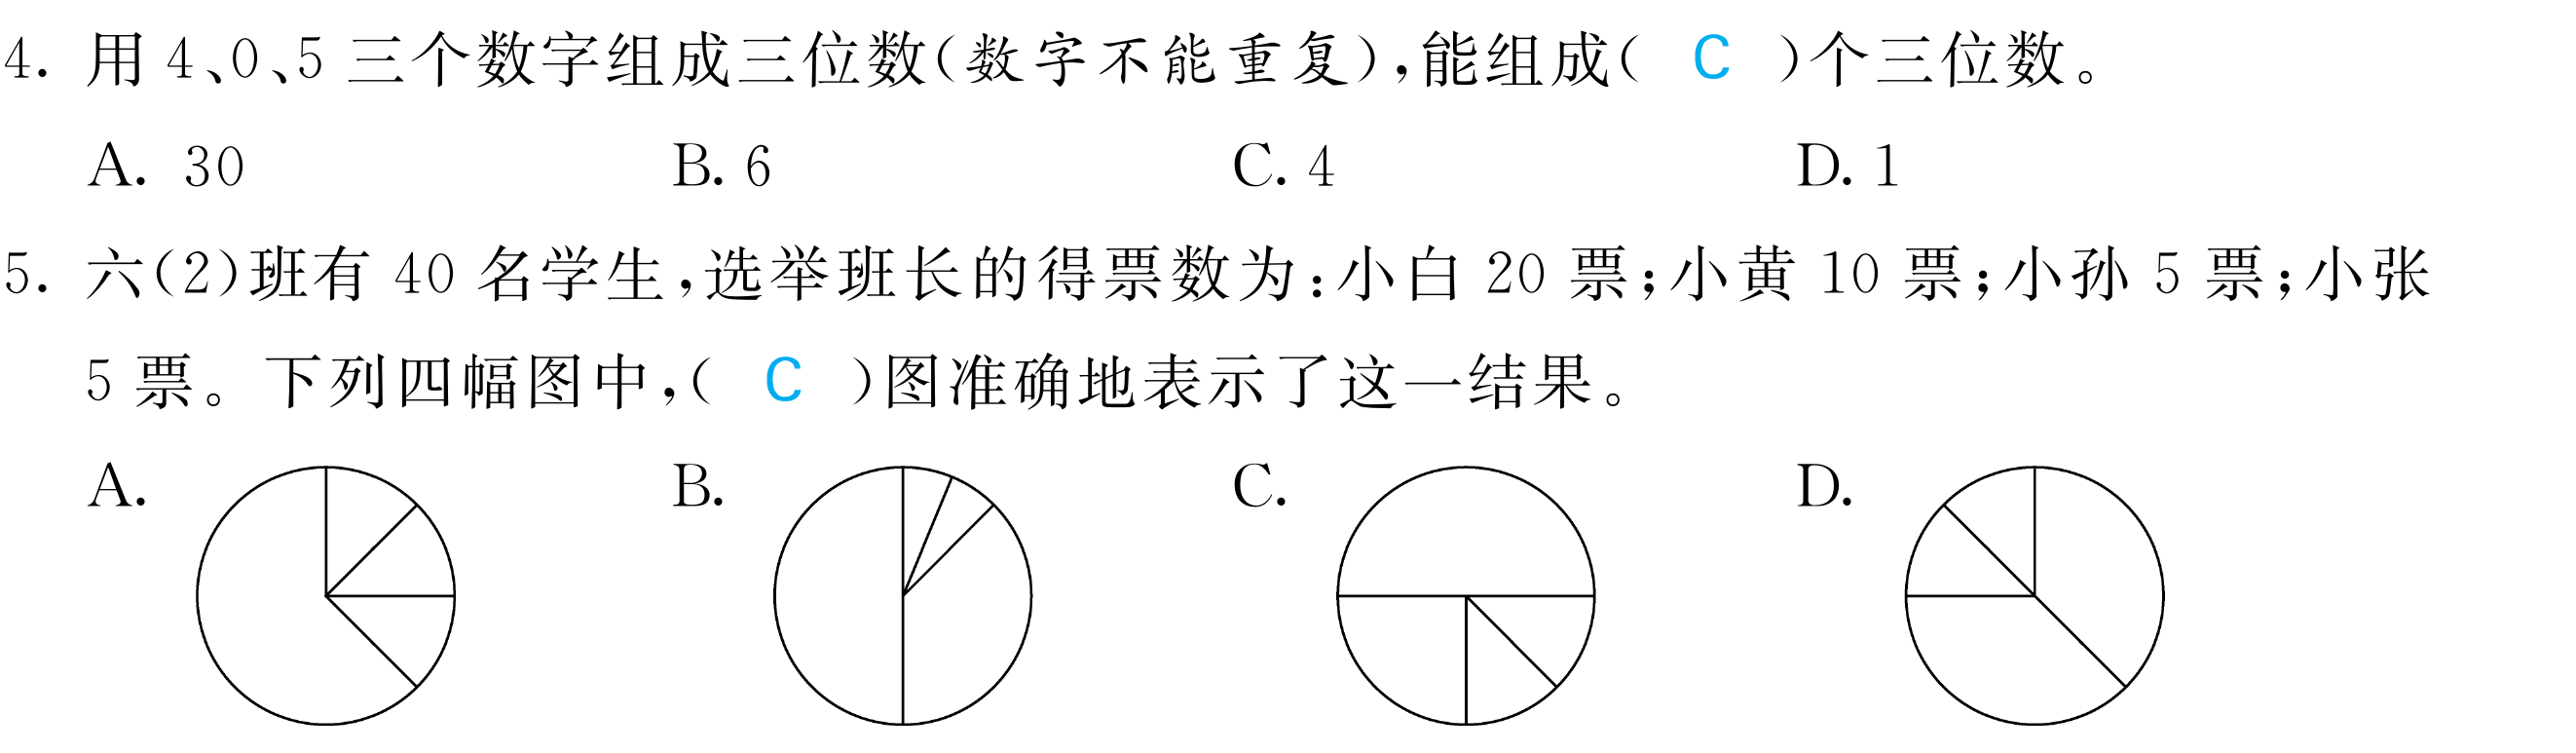 4. 用 4、0、5 三个数字组成三位数(数字不能重复),能组成( C )个三位数。
A. 30 B. 6 C. 4 D. 1
5. 六(2)班有 40 名学生,选举班长的得票数为:小白 20 票;小黄 10 票;小孙 5 票;小张
5 票。下列四幅图中,( C )图准确地表示了这一结果。
A. B. C. D.